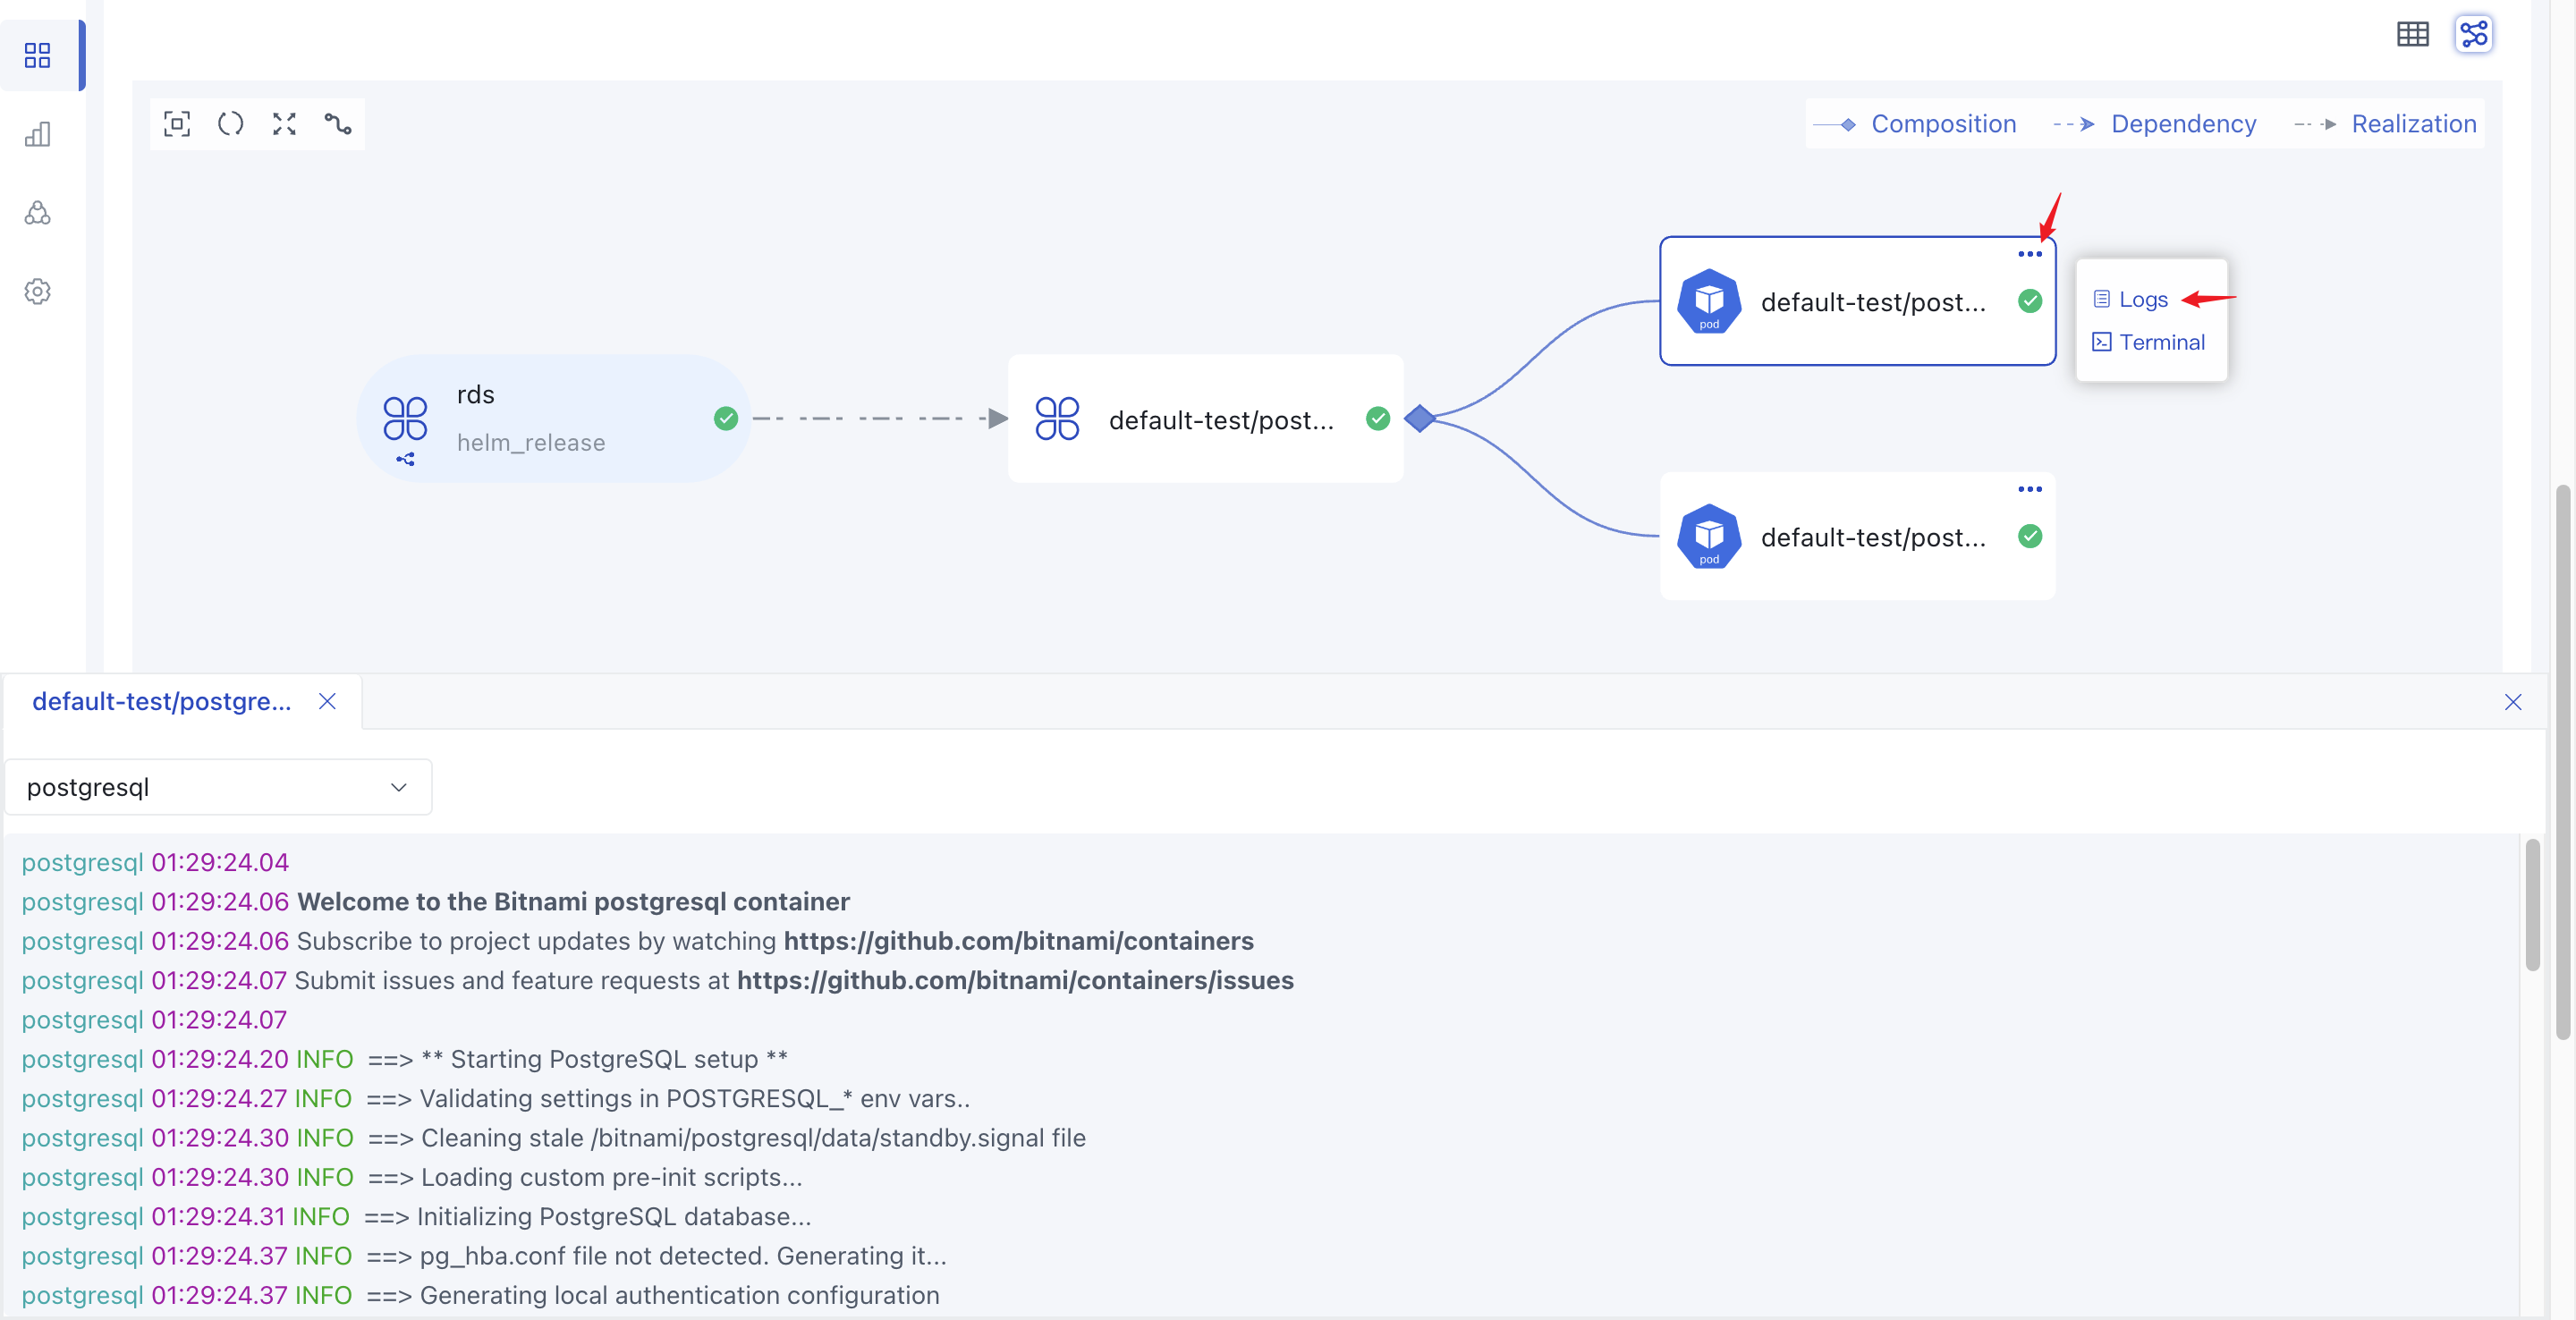 Composition
Dependency
Realization
default-test/post...
pod
Logs
Terminal
rds
helm_release
default-test/post...
default-test/post...
pod
default-test/postgre...
postgresql
postgresql 01:29:24.04
postgresql 01:29:24.06 Welcome to the Bitnami postgresql container
postgresql 01:29:24.06 Subscribe to project updates by watching https://github.com/bitnami/containers
postgresql 01:29:24.07 Submit issues and feature requests at https://github.com/bitnami/containers/issues
postgresql 01:29:24.07
postgresql 01:29:24.20 INFO ==> ** Starting PostgreSQL setup **
postgresql 01:29:24.27 INFO ==> Validating settings in POSTGRESQL_* env vars..
postgresql 01:29:24.30 INFO ==> Cleaning stale /bitnami/postgresql/data/standby.signal file
postgresql 01:29:24.30 INFO ==> Loading custom pre-init scripts...
postgresql 01:29:24.31 INFO ==> Initializing PostgreSQL database...
postgresql 01:29:24.37 INFO ==> pg_hba.conf file not detected. Generating it...
postgresql 01:29:24.37 INFO ==> Generating local authentication configuration